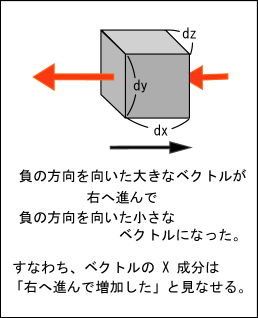 dz
dy
dx
負の方向を向いた大きなベクトルが
右へ進んで
負の方向を向いた小さな
ベクトルになった。
すなわち、ベクトルの X 成分は
「右へ進んで増加した」と見なせる。